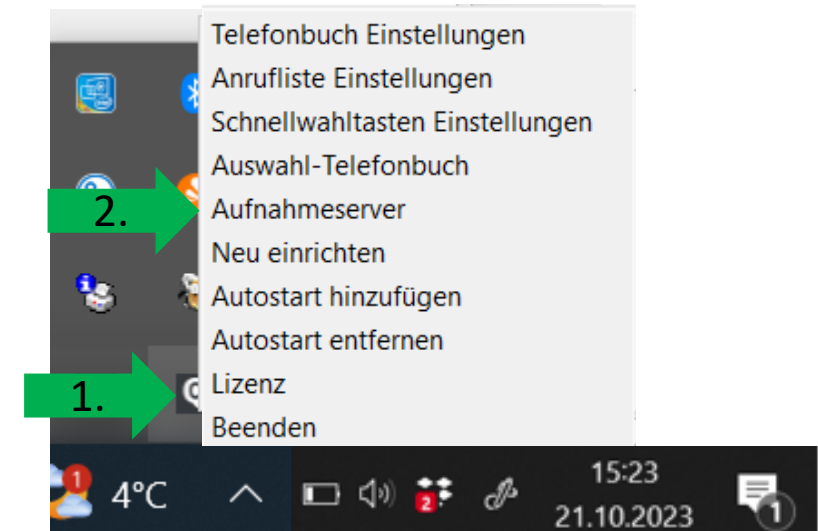 Telefonbuch Einstellungen
Anrufliste Einstellungen
Schnellwahltasten Einstellungen
Auswahl-Telefonbuch
2.
Aufnahmeserver
Neu einrichten
Autostart hinzufügen
Autostart entfernen
1.
Lizenz
Beenden
1
4°C
2
15:23
21.10.2023
1